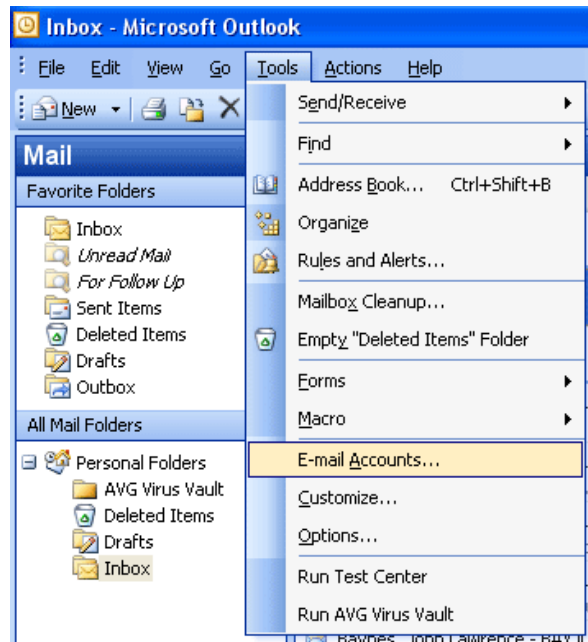 Inbox - Microsoft Outlook
File Edit View Go Tools Actions Help
New
Send/Receive
Find
Address Book... Ctrl+Shift+B
Organize
Rules and Alerts...
Mailbox Cleanup...
Empty "Deleted Items" Folder
Forms
Macro
E-mail Accounts...
Customize...
Options...
Run Test Center
Run AVG Virus Vault
Mail
Favorite Folders
Inbox
Unread Mail
For Follow Up
Sent Items
Deleted Items
Drafts
Outbox
All Mail Folders
Personal Folders
AVG Virus Vault
Deleted Items
Drafts
Inbox